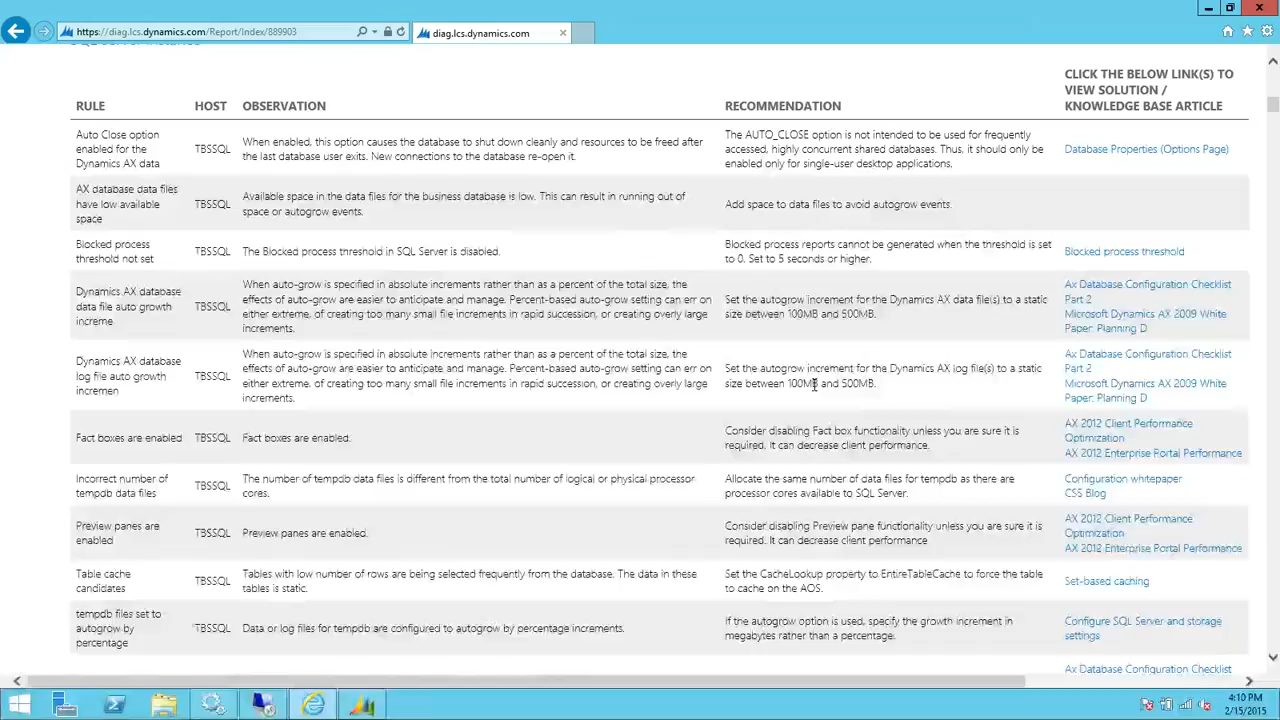 https://diag.lcs.dynamics.com/Report/Index/889903
diag.lcs.dynamics.com
CLICK THE BELOW LINK(S) TO
VIEW SOLUTION /
RULE HOST OBSERVATION RECOMMENDATION KNOWLEDGE BASE ARTICLE
Auto Close option
enabled for the
Dynamics AX data
TBSSQL
When enabled, this option causes the database to shut down cleanly and resources to be freed after
the last database user exits. New connections to the database re-open it.
The AUTO_CLOSE option is not intended to be used for frequently
accessed, highly concurrent shared databases. Thus, it should only be
enabled only for single-user desktop applications.
Database Properties (Options Page)
AX database data files
have low available
space
TBSSQL
Available space in the data files for the business database is low. This can result in running out of
space or autogrow events.
Add space to data files to avoid autogrow events.
Blocked process
threshold not set
TBSSQL
The Blocked process threshold in SQL Server is disabled.
Blocked process reports cannot be generated when the threshold is set
to 0. Set to 5 seconds or higher.
Blocked process threshold
Dynamics AX database
data file auto growth
increme
TBSSQL
When auto-grow is specified in absolute increments rather than as a percent of the total size, the
effects of auto-grow are easier to anticipate and manage. Percent-based auto-grow setting can err on
either extreme, of creating too many small file increments in rapid succession, or creating overly large
increments.
Set the autogrow increment for the Dynamics AX data file(s) to a static
size between 100MB and 500MB.
Ax Database Configuration Checklist
Part 2
Microsoft Dynamics AX 2009 White
Paper: Planning D
Dynamics AX database
log file auto growth
incremen
TBSSQL
When auto-grow is specified in absolute increments rather than as a percent of the total size, the
effects of auto-grow are easier to anticipate and manage. Percent-based auto-grow setting can err on
either extreme, of creating too many small file increments in rapid succession, or creating overly large
increments.
Set the autogrow increment for the Dynamics AX log file(s) to a static
size between 100MB and 500MB.
Ax Database Configuration Checklist
Part 2
Microsoft Dynamics AX 2009 White
Paper: Planning D
Fact boxes are enabled
TBSSQL
Fact boxes are enabled.
Consider disabling Fact box functionality unless you are sure it is
required. It can decrease client performance.
AX 2012 Client Performance
Optimization
AX 2012 Enterprise Portal Performance
Incorrect number of
tempdb data files
TBSSQL
The number of tempdb data files is different from the total number of logical or physical processor
cores.
Allocate the same number of data files for tempdb as there are
processor cores available to SQL Server.
Configuration whitepaper
CSS Blog
Preview panes are
enabled
TBSSQL
Preview panes are enabled.
Consider disabling Preview pane functionality unless you are sure it is
required. It can decrease client performance
AX 2012 Client Performance
Optimization
AX 2012 Enterprise Portal Performance
Table cache
candidates
TBSSQL
Tables with low number of rows are being selected frequently from the database. The data in these
tables is static.
Set the CacheLookup property to EntireTableCache to force the table
to cache on the AOS.
Set-based caching
tempdb files set to
autogrow by
percentage
TBSSQL
Data or log files for tempdb are configured to autogrow by percentage increments.
If the autogrow option is used, specify the growth increment in
megabytes rather than a percentage.
Configure SQL Server and storage
settings
Ax Database Configuration Checklist
4:10 PM
2/15/2015